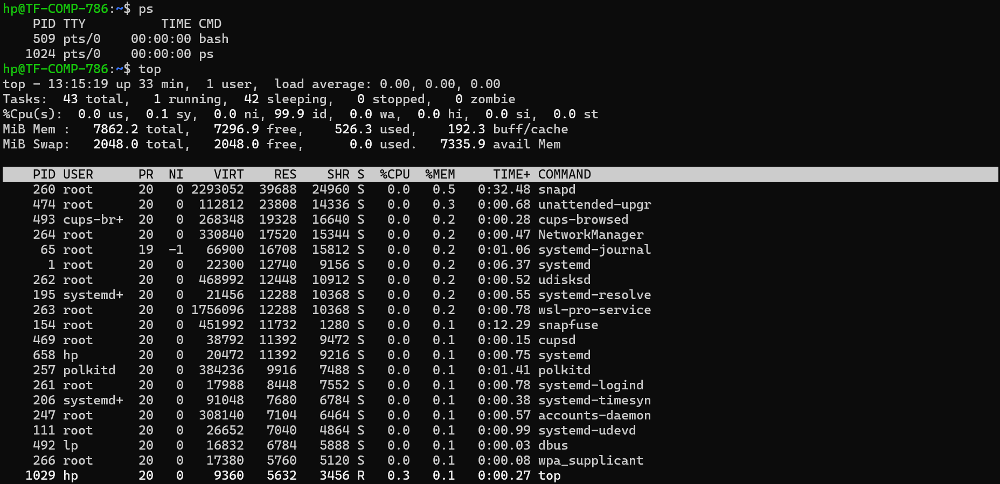 hp@TF-COMP-786:~$ ps
    PID TTY          TIME CMD
    509 pts/0    00:00:00 bash
   1024 pts/0    00:00:00 ps
hp@TF-COMP-786:~$ top
top - 13:15:19 up 33 min,  1 user,  load average: 0.00, 0.00, 0.00
Tasks:  43 total,   1 running,  42 sleeping,   0 stopped,   0 zombie
%Cpu(s):  0.0 us,  0.1 sy,  0.0 ni, 99.9 id,  0.0 wa,  0.0 hi,  0.0 si,  0.0 st
MiB Mem :   7862.2 total,   7296.9 free,    526.3 used,    192.3 buff/cache
MiB Swap:   2048.0 total,   2048.0 free,      0.0 used.   7335.9 avail Mem
    PID USER      PR  NI    VIRT    RES    SHR S  %CPU  %MEM     TIME+ COMMAND
    260 root      20   0 2293052  39688  24960 S   0.0   0.5   0:32.48 snapd
    474 root      20   0  112812  23808  14336 S   0.0   0.3   0:00.68 unattended-upgr
    493 cups-br+  20   0  268348  19328  16640 S   0.0   0.2   0:00.28 cups-browsed
    264 root      20   0  330840  17520  15344 S   0.0   0.2   0:00.47 NetworkManager
     65 root      19  -1   66900  16708  15812 S   0.0   0.2   0:01.06 systemd-journal
      1 root      20   0   22300  12740   9156 S   0.0   0.2   0:06.37 systemd
    262 root      20   0  468992  12448  10912 S   0.0   0.2   0:00.52 udisksd
    195 systemd+  20   0   21456  12288  10368 S   0.0   0.2   0:00.55 systemd-resolve
    263 root      20   0 1756096  12288  10368 S   0.0   0.2   0:00.78 wsl-pro-service
    154 root      20   0  451992  11732   1280 S   0.0   0.1   0:12.29 snapfuse
    469 root      20   0   38792  11392   9472 S   0.0   0.1   0:00.15 cupsd
    658 hp        20   0   20472  11392   9216 S   0.0   0.1   0:00.75 systemd
    257 polkitd   20   0  384236   9916   7488 S   0.0   0.1   0:01.41 polkitd
    261 root      20   0   17988   8448   7552 S   0.0   0.1   0:00.78 systemd-logind
    206 systemd+  20   0   91048   7680   6784 S   0.0   0.1   0:00.38 systemd-timesyn
    247 root      20   0  308140   7104   6464 S   0.0   0.1   0:00.57 accounts-daemon
    111 root      20   0   26652   7040   4864 S   0.0   0.1   0:00.99 systemd-udevd
    492 lp        20   0   16832   6784   5888 S   0.0   0.1   0:00.03 dbus
    266 root      20   0   17380   5760   5120 S   0.0   0.1   0:00.08 wpa_supplicant
   1029 hp        20   0    9360   5632   3456 R   0.3   0.1   0:00.27 top